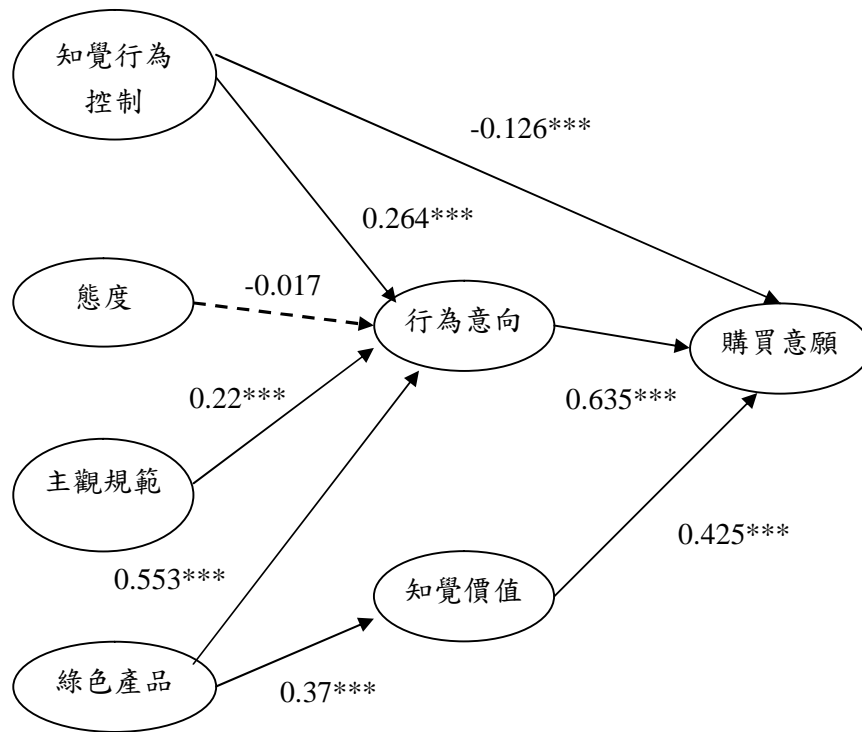 知覺行為
控制
-0.126***
0.264***
態度
-0.017
行為意向
購買意願
0.22***
0.635***
主觀規範
0.425***
0.553***
知覺價值
綠色產品
0.37***